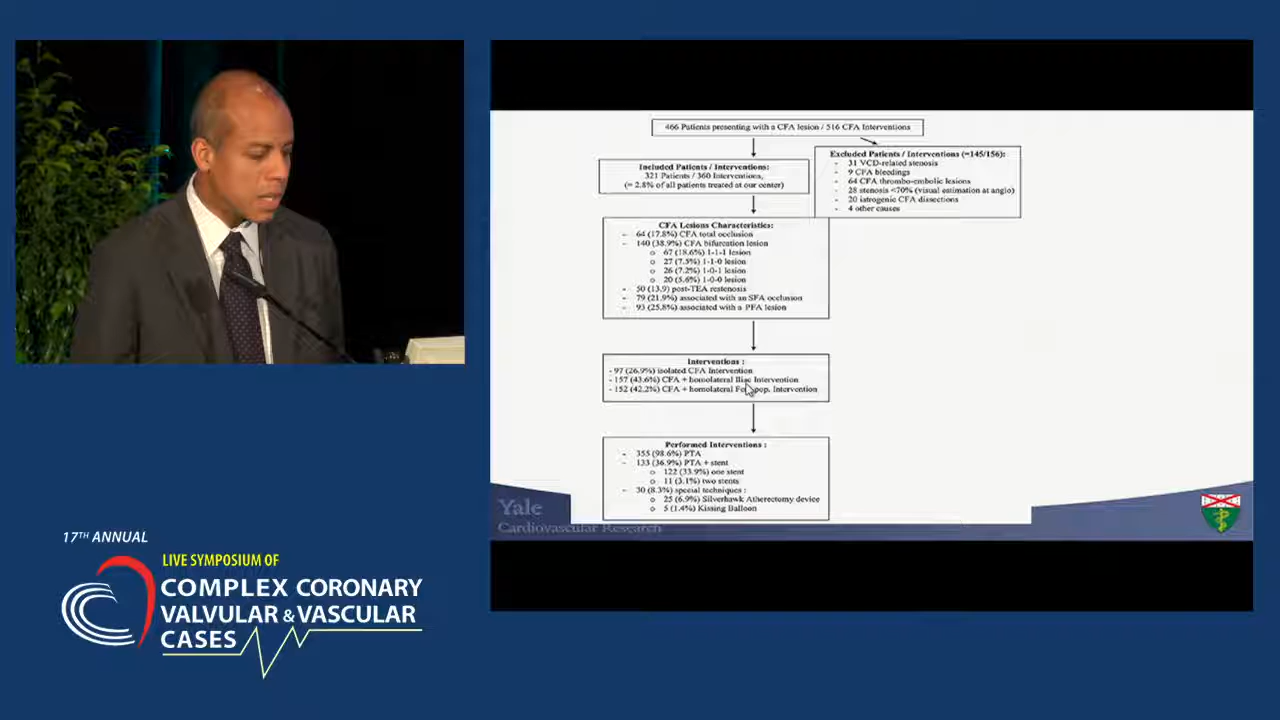 466 Patients presenting with a CFA lesion / 516 CFA Interventions
Included Patients / Interventions:
321 Patients / 360 Interventions,
(= 2.8% of all patients treated at our center)
Excluded Patients / Interventions (=145/156):
- 31 VCD-related stenosis
- 9 CFA bleedings
- 64 CFA thrombo-embolic lesions
- 28 stenosis <70% (visual estimation at angio)
- 20 iatrogenic CFA dissections
- 4 other causes
CFA Lesions Characteristics:
- 64 (17.8%) CFA total occlusion
- 140 (38.9%) CFA bifurcation lesion
o 67 (18.6%) 1-1-1 lesion
o 27 (7.5%) 1-1-0 lesion
o 26 (7.2%) 1-0-1 lesion
o 20 (5.6%) 1-0-0 lesion
- 50 (13,9) post-TEA restenosis
- 79 (21.9%) associated with an SFA occlusion
- 93 (25.8%) associated with a PFA lesion
Interventions :
- 97 (26.9%) isolated CFA Intervention
- 157 (43.6%) CFA + homolateral Iliac Intervention
- 152 (42.2%) CFA + homolateral Intervention
Performed Interventions :
- 355 (98.6%) PTA
- 133 (36.9%) PTA + stent
o 122 (33.9%) one stent
o 11 (3.1%) two stents
- 30 (8.3%) special techniques :
o 25 (6.9%) Silverhawk Atherectomy device
o 5 (1.4%) Kissing Balloon
Yale
Cardiovascular Research
17TH ANNUAL
LIVE SYMPOSIUM OF
COMPLEX CORONARY
VALVULAR & VASCULAR
CASES